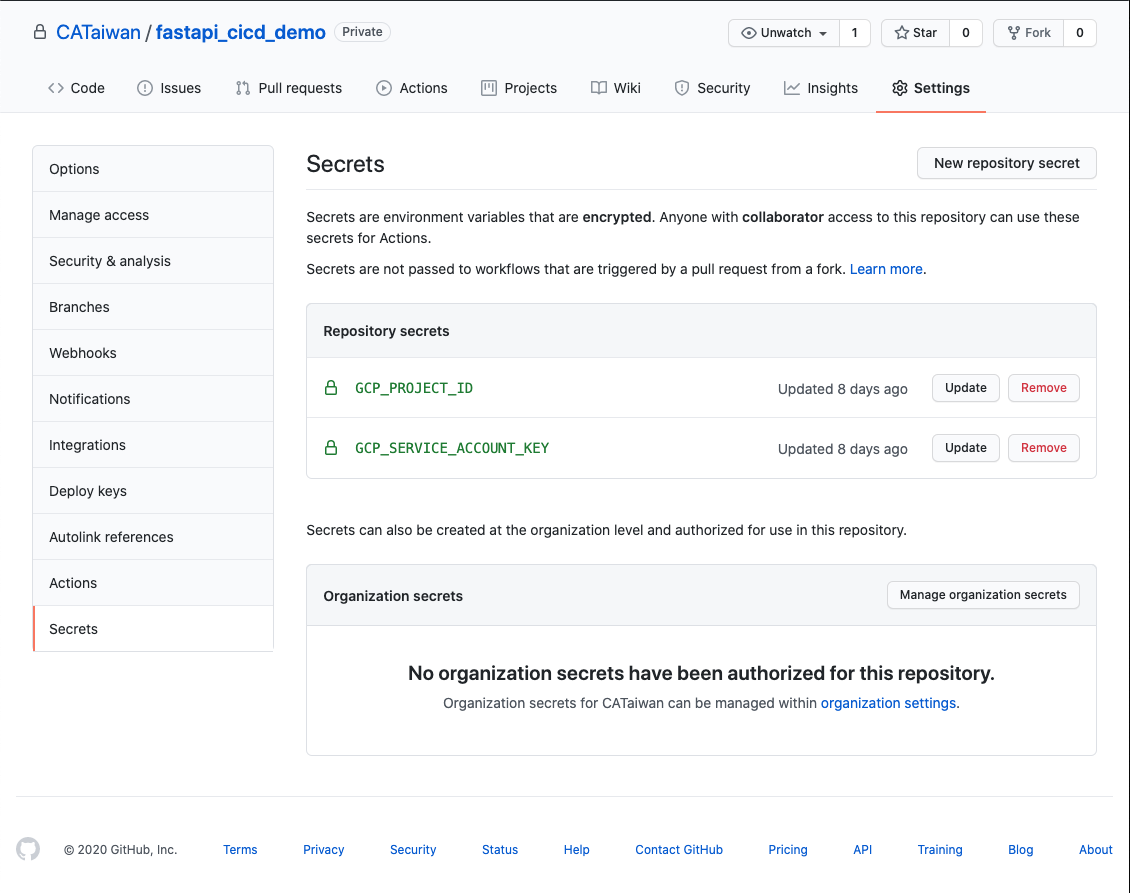 CATaiwan / fastapi_cicd_demo Private
Unwatch 1 Star 0 Fork 0
Code Issues Pull requests Actions Projects Wiki Security Insights Settings
Options
Manage access
Security & analysis
Branches
Webhooks
Notifications
Integrations
Deploy keys
Autolink references
Actions
Secrets
Secrets
New repository secret
Secrets are environment variables that are encrypted. Anyone with collaborator access to this repository can use these
secrets for Actions.
Secrets are not passed to workflows that are triggered by a pull request from a fork. Learn more.
Repository secrets
GCP_PROJECT_ID Updated 8 days ago Update Remove
GCP_SERVICE_ACCOUNT_KEY Updated 8 days ago Update Remove
Secrets can also be created at the organization level and authorized for use in this repository.
Organization secrets Manage organization secrets
No organization secrets have been authorized for this repository.
Organization secrets for CATaiwan can be managed within organization settings.
© 2020 GitHub, Inc. Terms Privacy Security Status Help Contact GitHub Pricing API Training Blog About